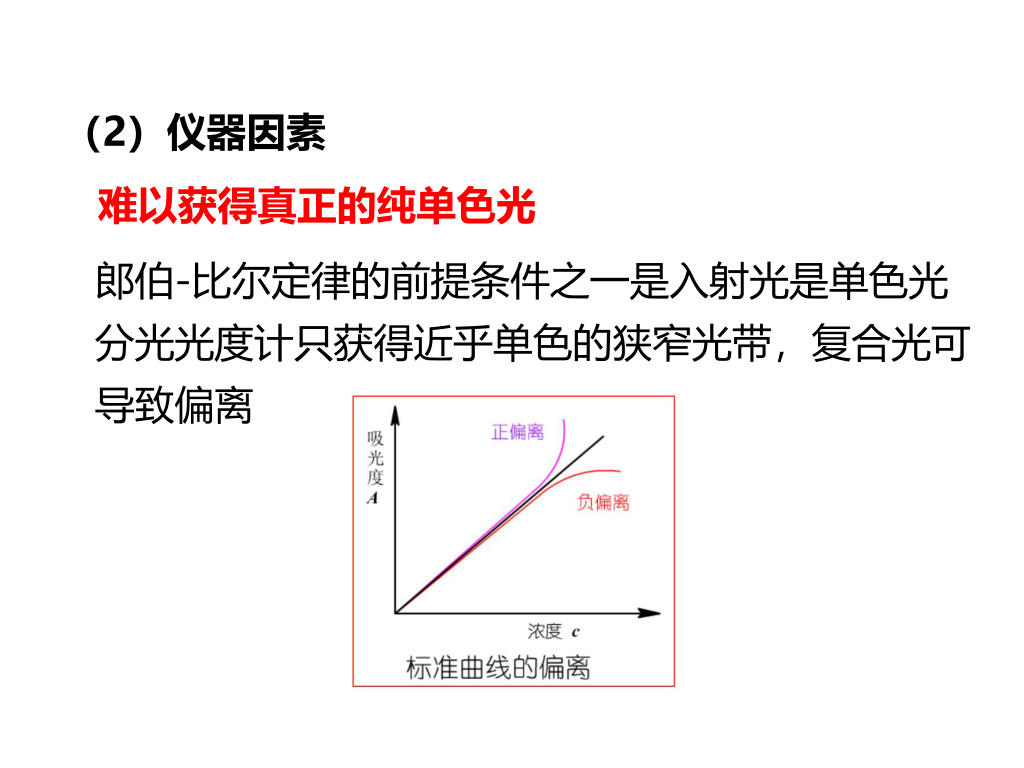 （2）仪器因素
难以获得真正的纯单色光
郎伯-比尔定律的前提条件之一是入射光是单色光
分光光度计只获得近乎单色的狭窄光带，复合光可
导致偏离
吸光度 A
正偏离
负偏离
浓度 c
标准曲线的偏离